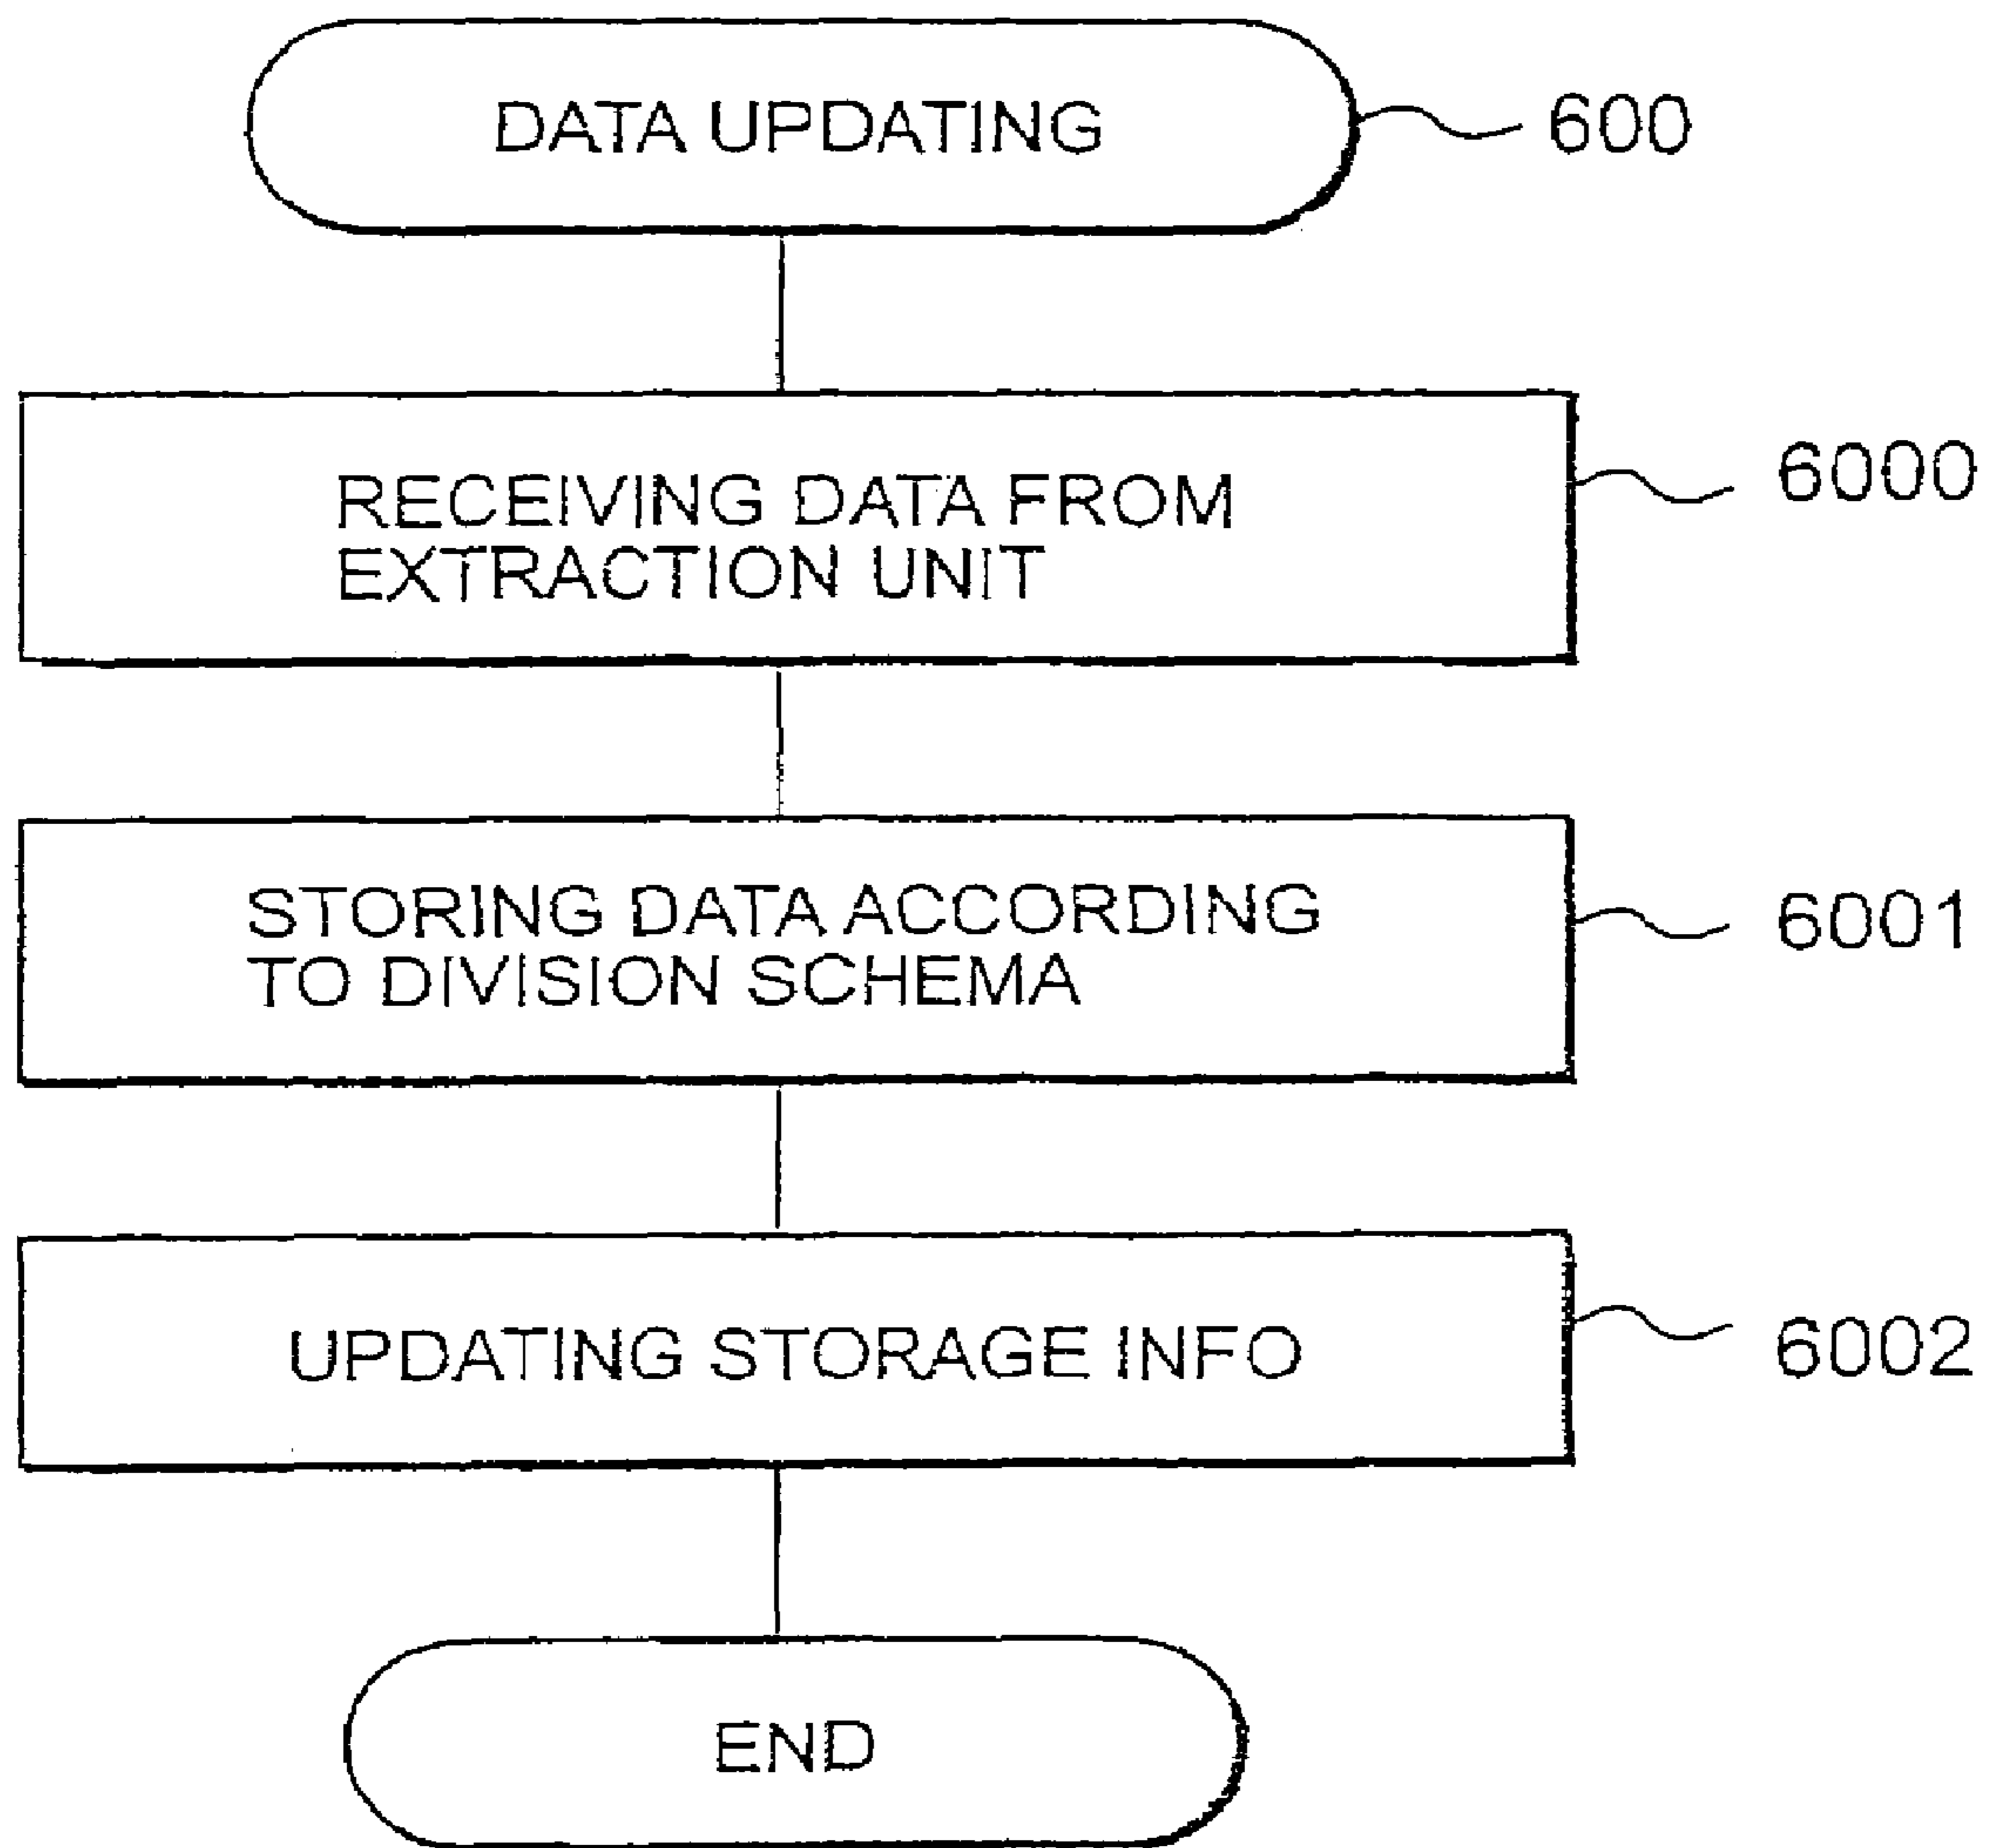 DATA UPDATING
600
RECEIVING DATA FROM
EXTRACTION UNIT
6000
STORING DATA ACCORDING
TO DIVISION SCHEMA
6001
UPDATING STORAGE INFO
6002
END